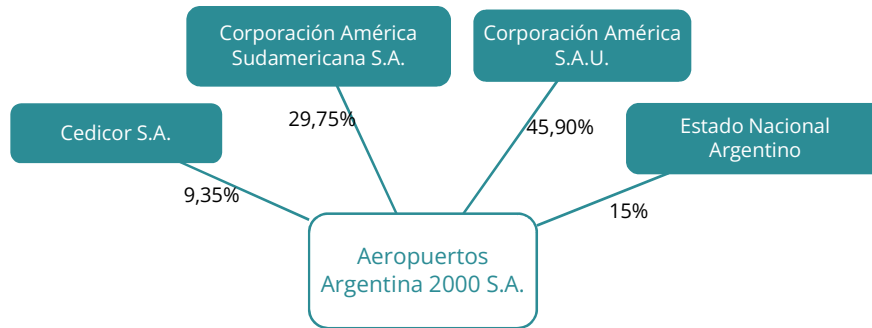 Corporación América
Sudamericana S.A.
Corporación América
S.A.U.
Cedicor S.A.
Estado Nacional
Argentino
29,75%
45,90%
9,35%
15%
Aeropuertos
Argentina 2000 S.A.